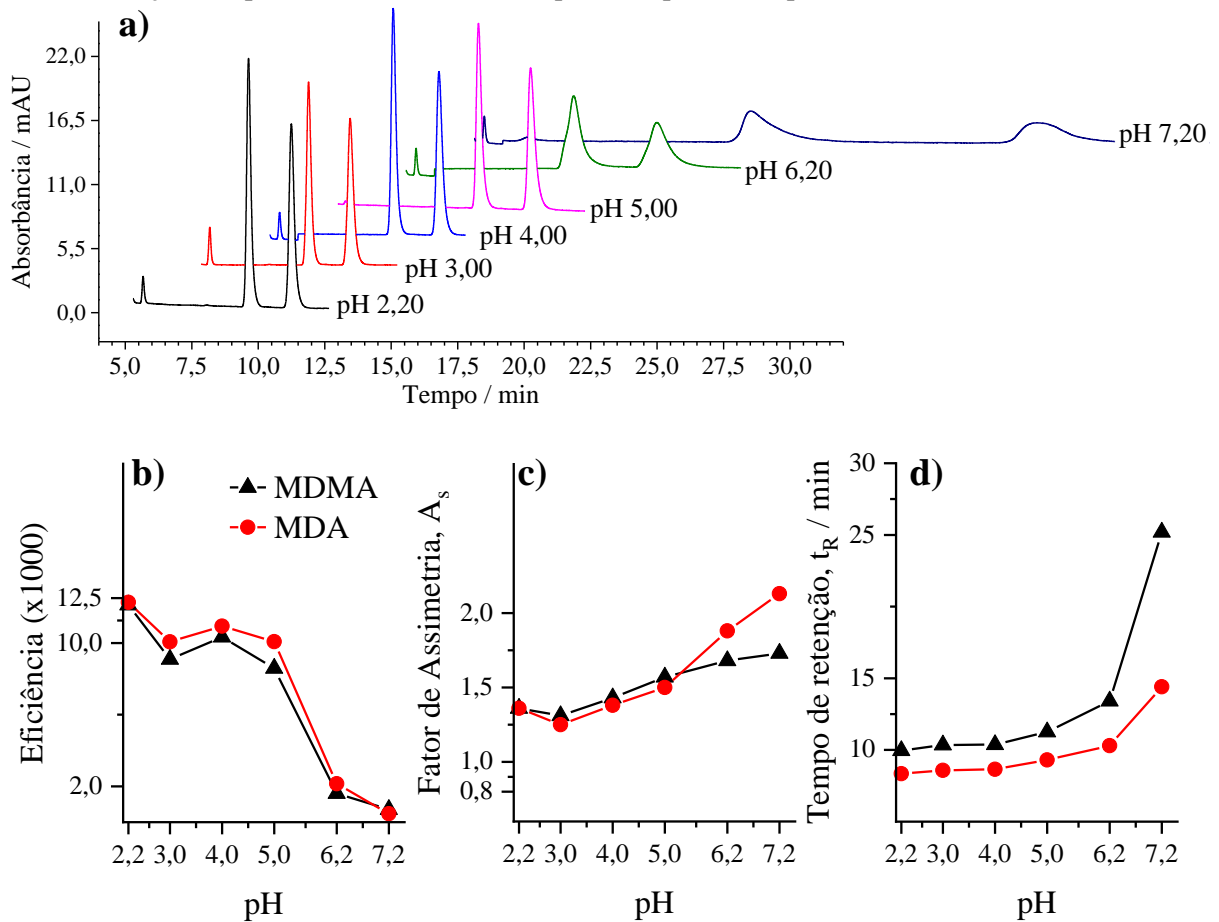 a)
Absorbância / mAU
22,0
16,5
11,0
5,5
0,0
pH 7,20
pH 6,20
pH 5,00
pH 4,00
pH 3,00
pH 2,20
5,0 7,5 10,0 12,5 15,0 17,5 20,0 22,5 25,0 27,5 30,0
Tempo / min
b)
MDMA
MDA
Eficiência (x1000)
12,5
10,0
2,0
2,2 3,0 4,0 5,0 6,2 7,2
pH
c)
Fator de Assimetria, As
2,0
1,5
1,0
0,8
2,2 3,0 4,0 5,0 6,2 7,2
pH
d)
Tempo de retenção, tR / min
30
25
15
10
2,2 3,0 4,0 5,0 6,2 7,2
pH